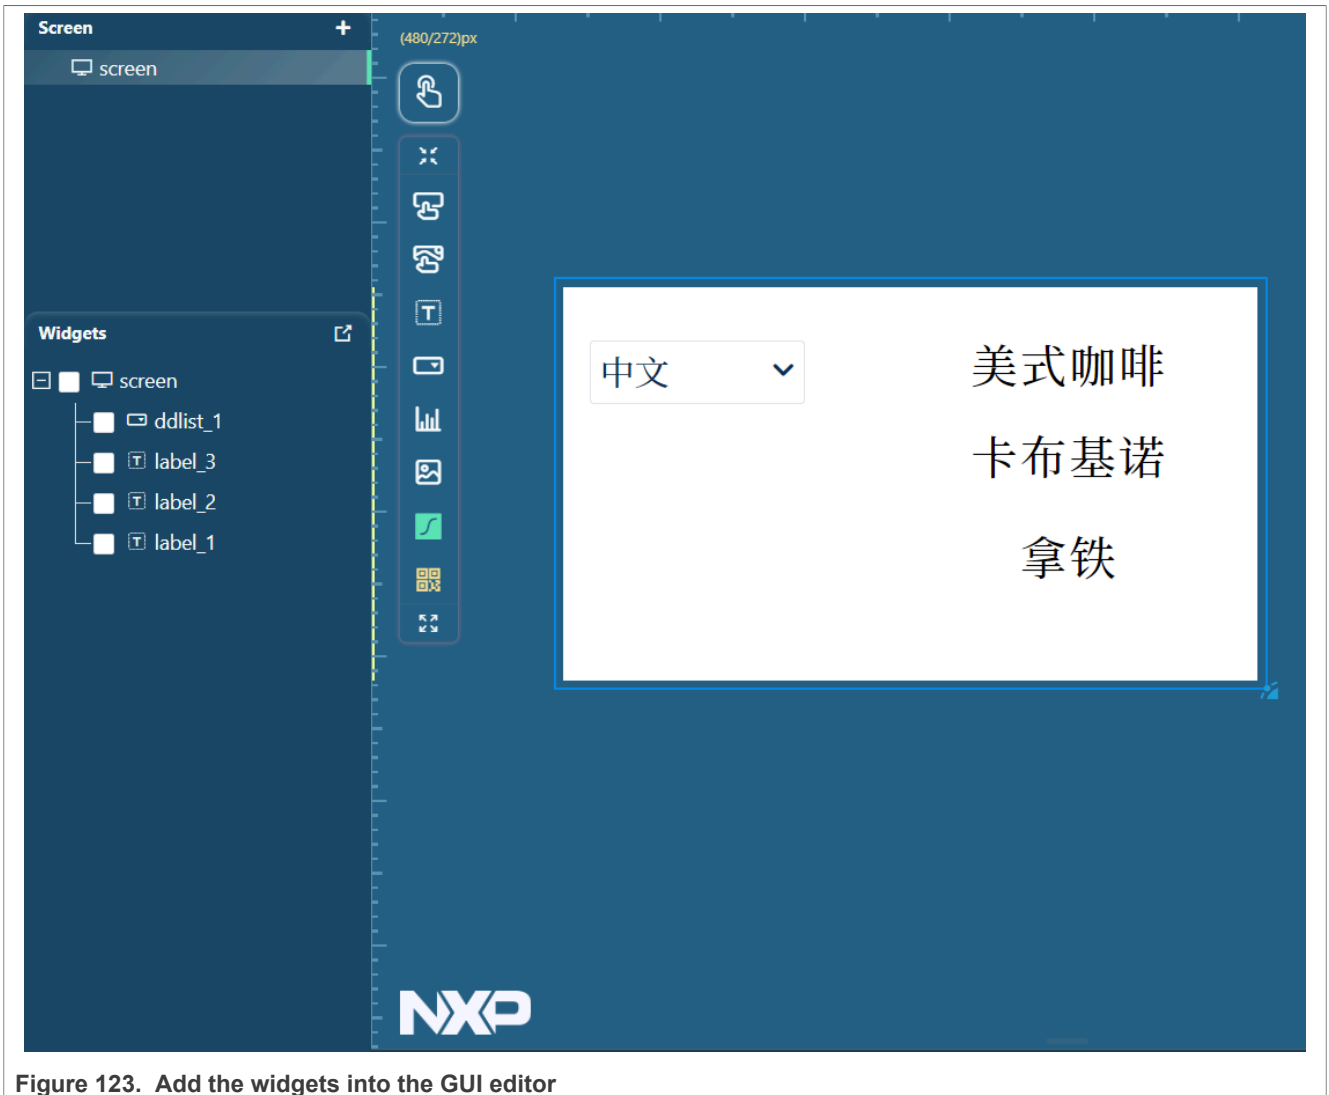 Screen
screen
(480/272)px
Widgets
screen
ddlist_1
label_3
label_2
label_1
中文
美式咖啡
卡布基诺
拿铁
NXP
Figure 123. Add the widgets into the GUI editor